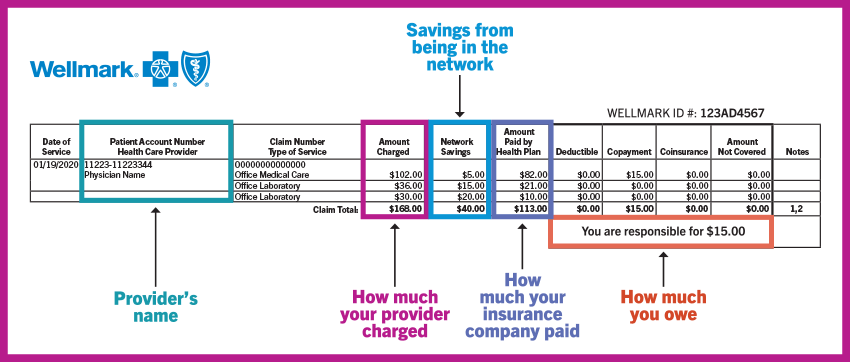 Savings from
being in the
network
Wellmark®
WELLMARK ID #: 123AD4567
Date of Service Patient Account Number Health Care Provider Claim Number Type of Service Amount Charged Network Savings Amount Paid by Health Plan Deductible Copayment Coinsurance Amount Not Covered Notes
01/19/2020 11223-11223344 00000000000000
Physician Name Office Medical Care $102.00 $5.00 $82.00 $0.00 $15.00 $0.00 $0.00
Office Laboratory $36.00 $15.00 $21.00 $0.00 $0.00 $0.00 $0.00
Office Laboratory $30.00 $20.00 $10.00 $0.00 $0.00 $0.00 $0.00
Claim Total: $168.00 $40.00 $113.00 $0.00 $15.00 $0.00 $0.00 1,2
You are responsible for $15.00
Provider's
name
How much
your provider
charged
How
much your
insurance
company paid
How much
you owe